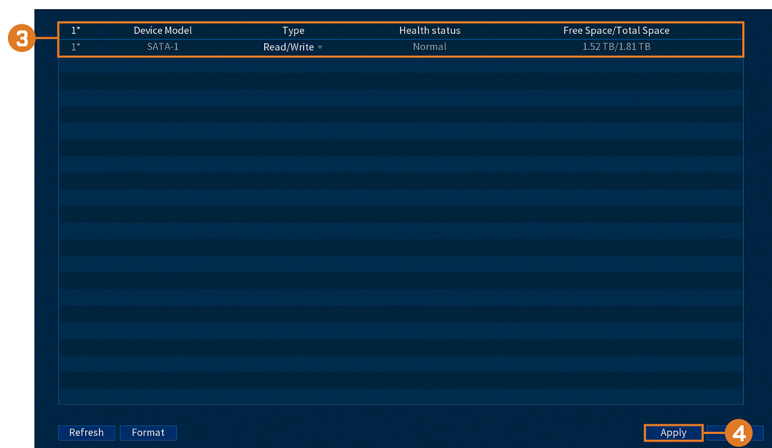 3
1* Device Model Type Health status Free Space/Total Space
1* SATA-1 Read/Write Normal 1.52 TB/1.81 TB
Refresh Format Apply 4